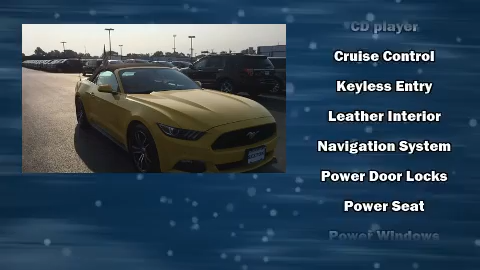 CD player
Cruise Control
Keyless Entry
Leather Interior
Navigation System
Power Door Locks
Power Seat
Power Windows